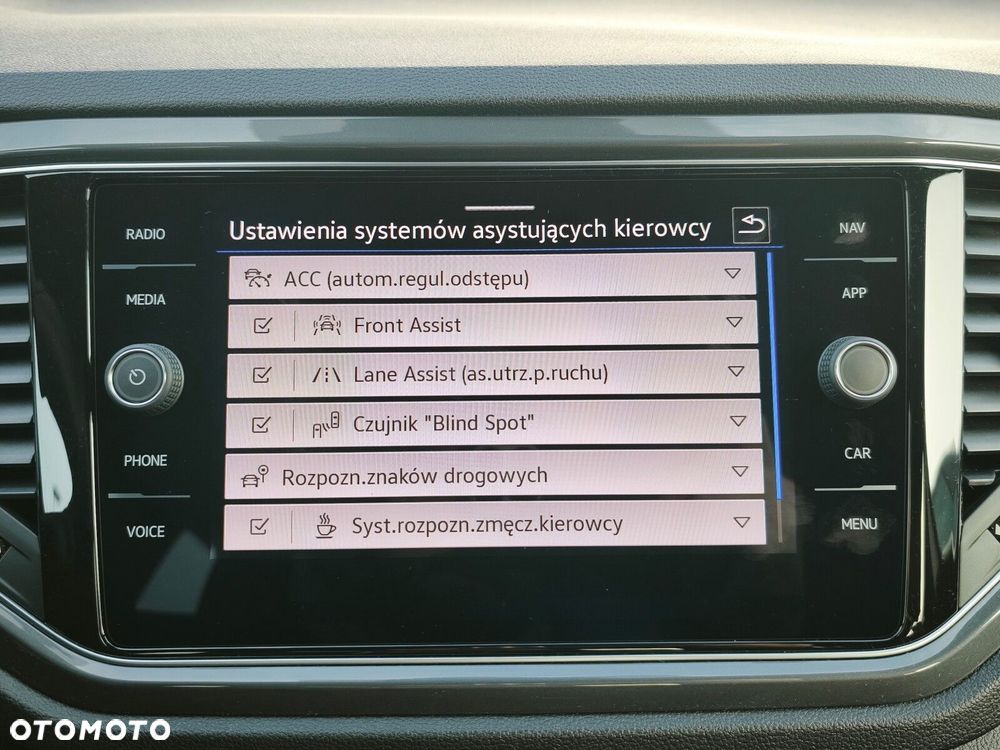 Ustawienia systemów asystujących kierowcy
RADIO
MEDIA
PHONE
VOICE
ACC (autom.regul.odstępu)
Front Assist
Lane Assist (as.utrz.p.ruchu)
Czujnik "Blind Spot"
Rozpozn.znaków drogowych
Syst.rozpozn.zmęcz.kierowcy
NAV
APP
CAR
MENU
OTOMOTO